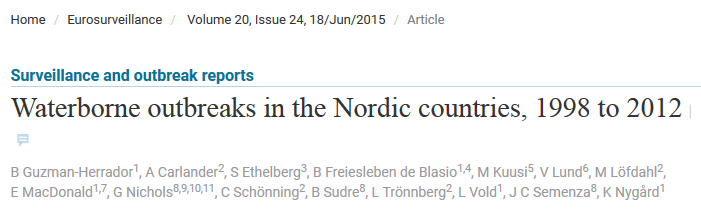 Home / Eurosurveillance / Volume 20, Issue 24, 18/Jun/2015 / Article
Surveillance and outbreak reports
Waterborne outbreaks in the Nordic countries, 1998 to 2012
B Guzman-Herrador1, A Carlander2, S Ethelberg3, B Freiesleben de Blasio1,4, M Kuusi5, V Lund6, M Löfdahl2,
E MacDonald1,7, G Nichols8,9,10,11, C Schönning2, B Sudre8, L Trönnberg2, L Vold1, J C Semenza8, K Nygård1